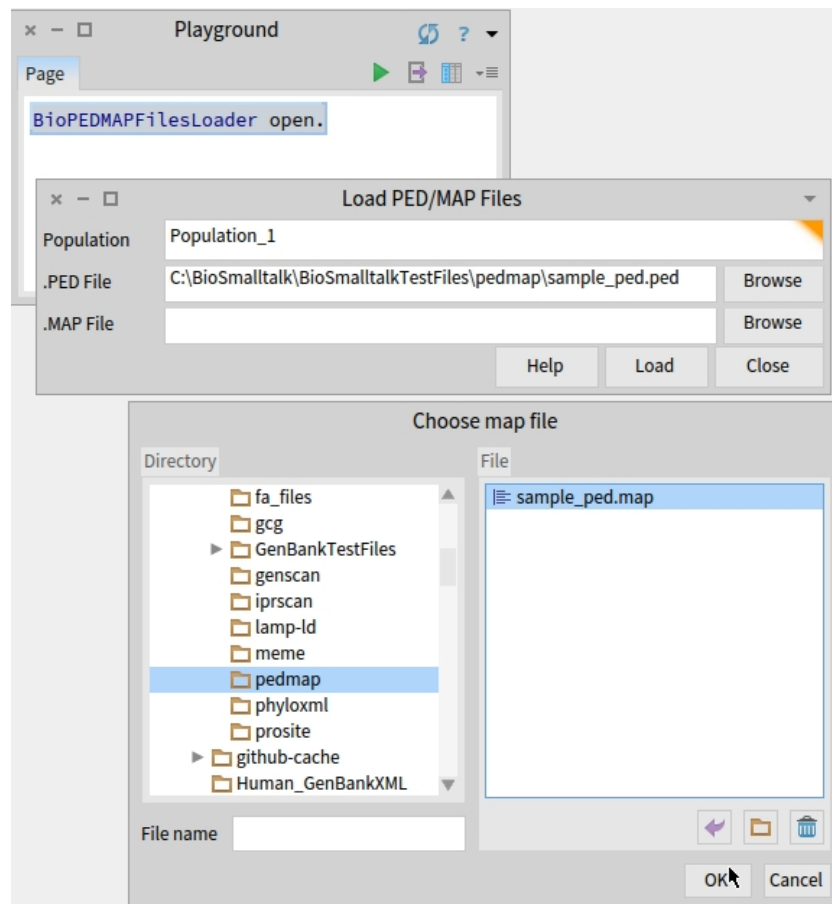 Playground
?
Page
BioPEDMAPFilesLoader open.
Load PED/MAP Files
Population Population_1
.PED File C:\BioSmalltalk\BioSmalltalkTestFiles\pedmap\sample_ped.ped Browse
.MAP File Browse
Help Load Close
Choose map file
Directory File
fa_files sample_ped.map
gcg
GenBankTestFiles
genscan
iprscan
lamp-ld
meme
pedmap
phyloxml
prosite
github-cache
Human_GenBankXML
File name
OK Cancel